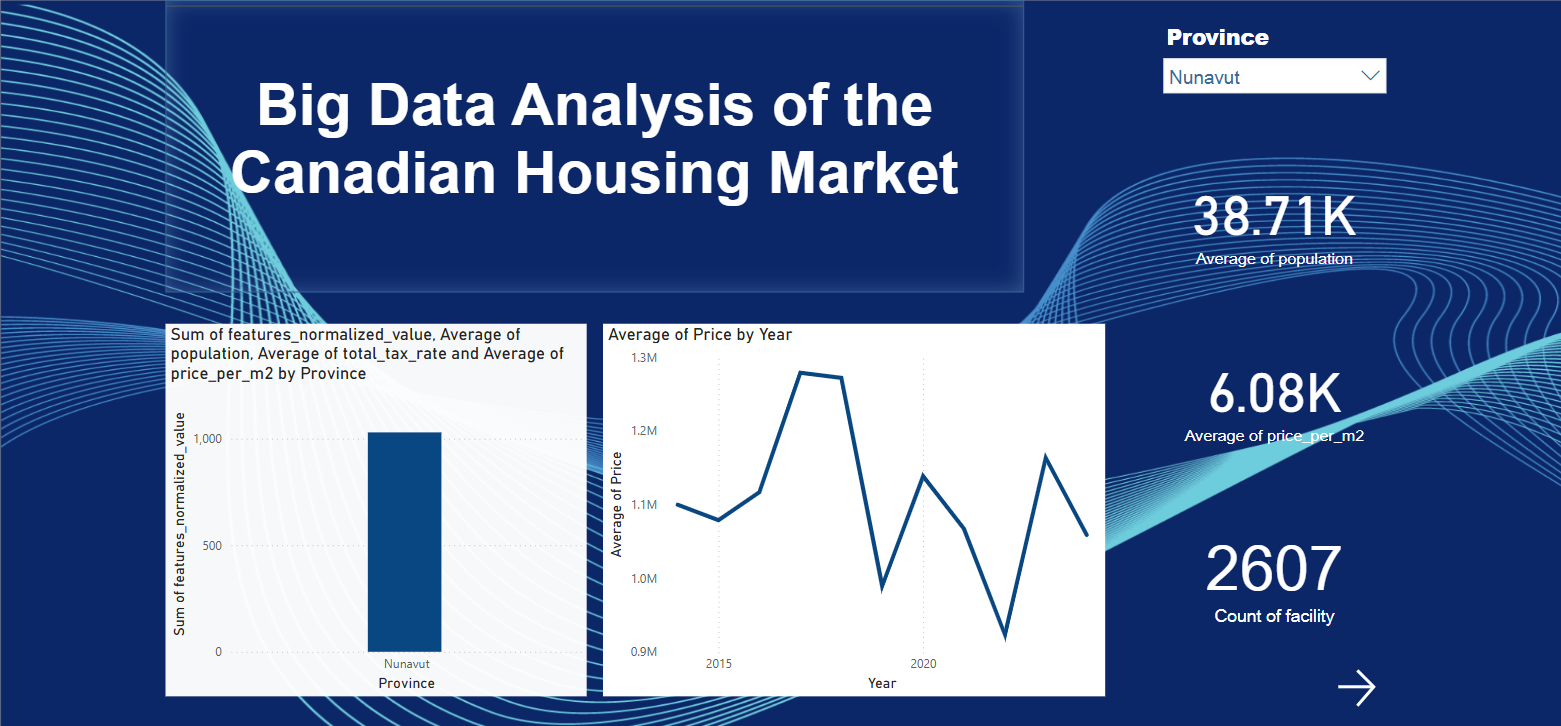 Big Data Analysis of the
Canadian Housing Market
Province
Nunavut
38.71K
Average of population
6.08K
Average of price_per_m2
2607
Count of facility
Sum of features_normalized_value, Average of
population, Average of total_tax_rate and Average of
price_per_m2 by Province
Sum of features_normalized_value
1,000
500
0
Nunavut
Province
Average of Price by Year
Average of Price
1.3M
1.2M
1.1M
1.0M
0.9M
2015 2020
Year